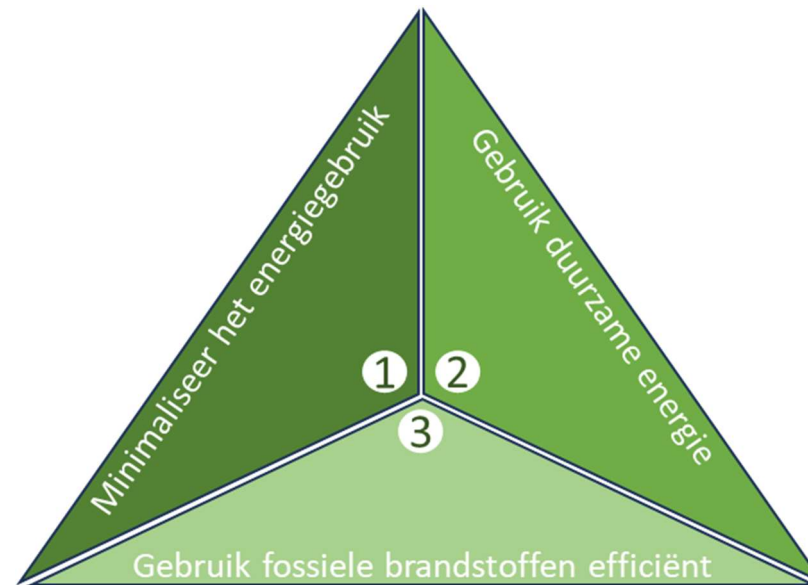 Minimaliseer het energiegebruik
Gebruik duurzame energie
1
2
3
Gebruik fossiele brandstoffen efficiënt